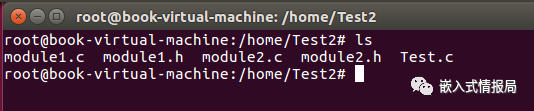 root@book-virtual-machine: /home/Test2
root@book-virtual-machine:/home/Test2# ls
module1.c  module1.h  module2.c  module2.h  Test.c
root@book-virtual-machine:/home/Test2#
嵌入式情报局